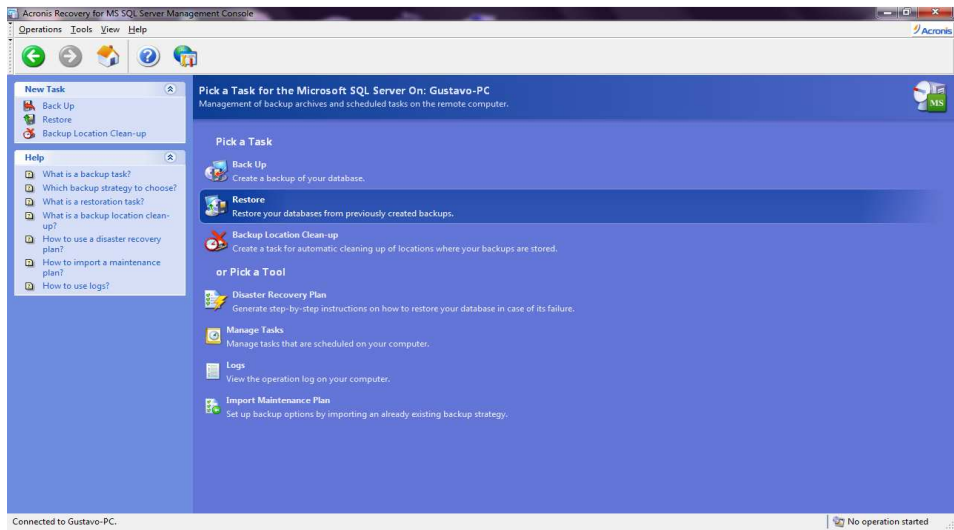 Acronis Recovery for MS SQL Server Management Console
Operations Tools View Help
Acronis
New Task
Back Up
Restore
Backup Location Clean-up
Help
What is a backup task?
Which backup strategy to choose?
What is a restoration task?
What is a backup location clean-
up?
How to use a disaster recovery
plan?
How to import a maintenance
plan?
How to use logs?
Pick a Task for the Microsoft SQL Server On: Gustavo-PC
Management of backup archives and scheduled tasks on the remote computer.
MS
Pick a Task
Back Up
Create a backup of your database.
Restore
Restore your databases from previously created backups.
Backup Location Clean-up
Create a task for automatic cleaning up of locations where your backups are stored.
or Pick a Tool
Disaster Recovery Plan
Generate step-by-step instructions on how to restore your database in case of its failure.
Manage Tasks
Manage tasks that are scheduled on your computer.
Logs
View the operation log on your computer.
Import Maintenance Plan
Set up backup options by importing an already existing backup strategy.
Connected to Gustavo-PC.
No operation started